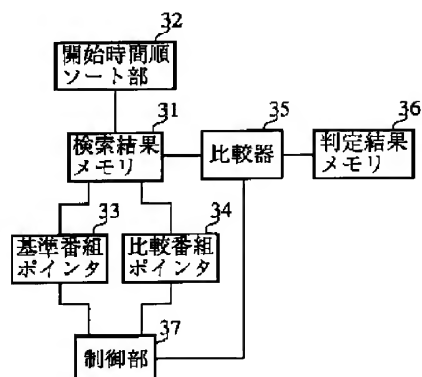 32
開始時間順
ソート部
31
35
36
検索結果
メモリ
比較器
判定結果
メモリ
33
34
基準番組
ポインタ
比較番組
ポインタ
37
制御部